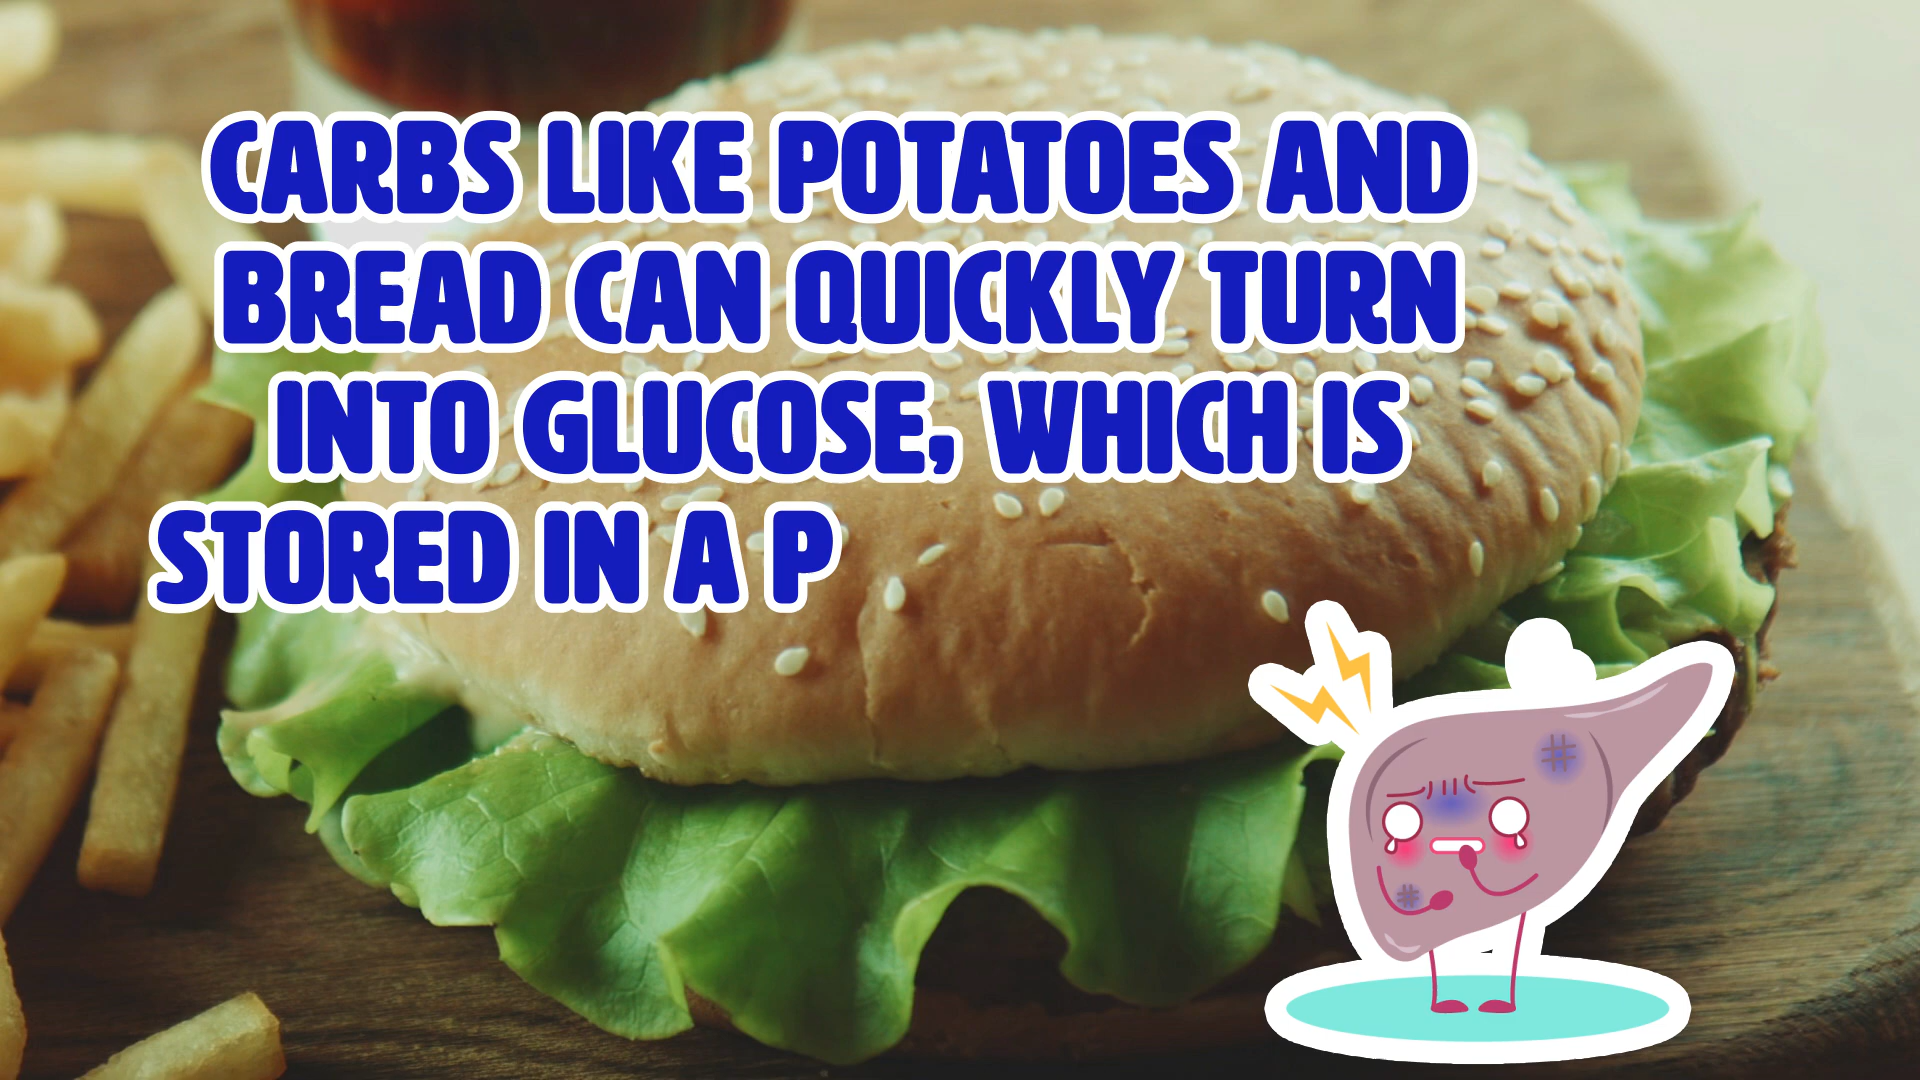 CARBS LIKE POTATOES AND
BREAD CAN QUICKLY TURN
INTO GLUCOSE, WHICH IS
STORED IN A P